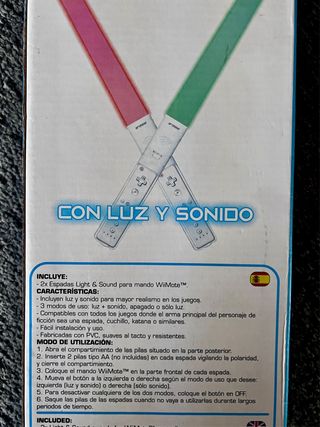 CON LUZ Y SONIDO
INCLUYE:
- 2x Espadas Light & Sound para mando WiiMote™.
CARACTERÍSTICAS:
- Incluyen luz y sonido para mayor realismo en los juegos.
- 3 modos de uso: luz + sonido, apagado o sólo luz.
- Compatibles con todos los juegos donde el arma principal del personaje de
ficción sea una espada, cuchillo, katana o similares.
- Fácil instalación y uso.
- Fabricadas con PVC, suaves al tacto y resistentes.
MODO DE UTILIZACIÓN:
1. Abra el compartimento de las pilas situado en la parte posterior.
2. Inserte 2 pilas tipo AA (no incluidas) en cada espada vigilando la polaridad,
y cierre el compartimento.
3. Coloque el mando WiiMote™ en la parte frontal de cada espada.
4. Mueva el botón a la izquierda o derecha según el modo de uso que desee:
izquierda (luz y sonido) o derecha (sólo sonido).
5. Para desactivar cualquiera de los dos modos, coloque el botón en OFF.
6. Saque las pilas de las espadas cuando no vaya a utilizarlas durante largos
periodos de tiempo.
INCLUDED: